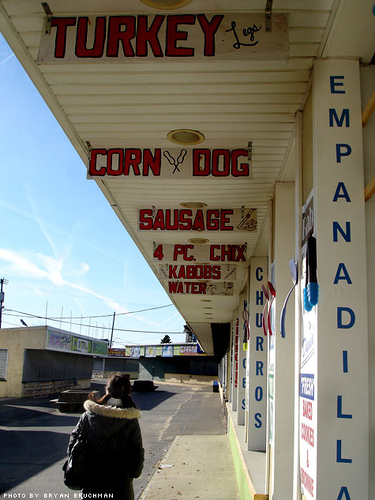 TURKEY Legs
CORN DOG
SAUSAGE
4 PC. CHIX
KABOBS
WATER
EMPANADILLA
CHURROS
PHOTO BY BRYAN BRUCHMAN